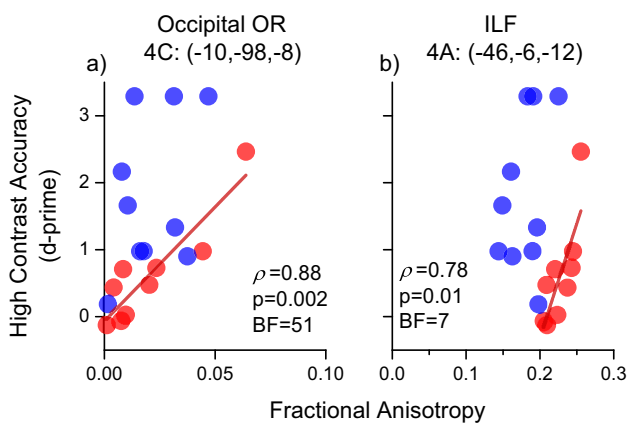 Occipital OR
4C: (-10,-98,-8)
ILF
4A: (-46,-6,-12)
a)
b)
High Contrast Accuracy
(d-prime)
3
2
1
0
ρ=0.88
p=0.002
BF=51
ρ=0.78
p=0.01
BF=7
0.00
0.05
0.10
0.0
0.1
0.2
0.3
Fractional Anisotropy